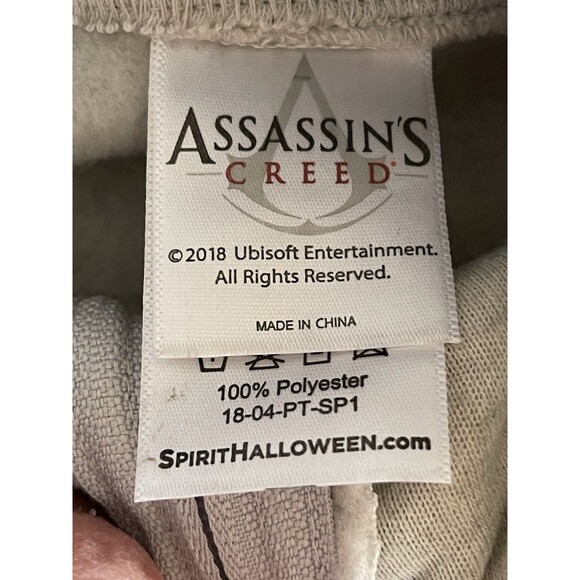 ASSASSIN'S
CREED®
©2018 Ubisoft Entertainment.
All Rights Reserved.
MADE IN CHINA
100% Polyester
18-04-PT-SP1
SPIRITHALLOWEEN.com